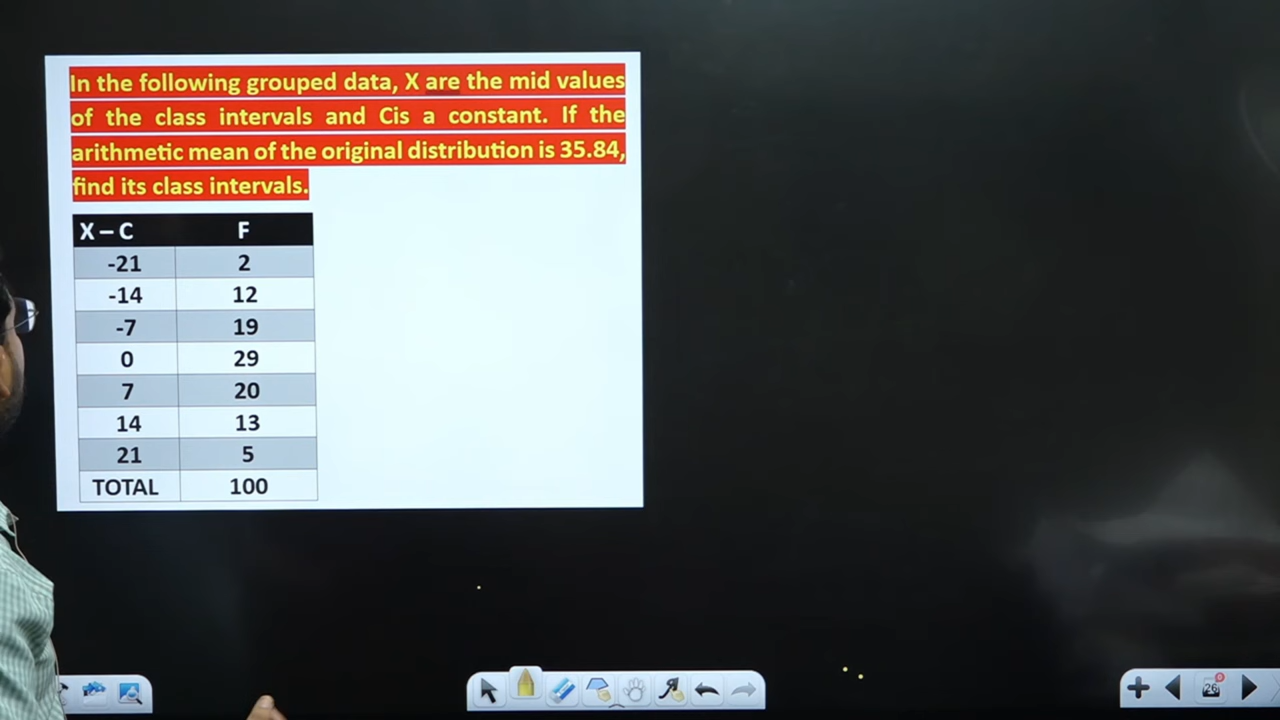 In the following grouped data, X are the mid values
of the class intervals and Cis a constant. If the
arithmetic mean of the original distribution is 35.84,
find its class intervals.
X – C F
-21 2
-14 12
-7 19
0 29
7 20
14 13
21 5
TOTAL 100
26